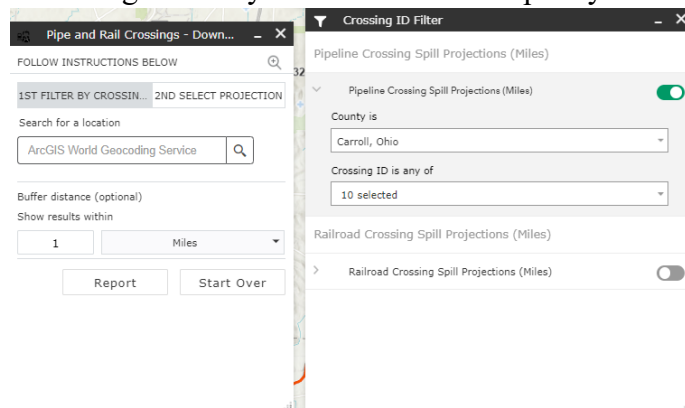 Pipe and Rail Crossings - Down...
FOLLOW INSTRUCTIONS BELOW
1ST FILTER BY CROSSIN...
2ND SELECT PROJECTION
Search for a location
ArcGIS World Geocoding Service
Buffer distance (optional)
Show results within
1 Miles
Report
Start Over
32
Crossing ID Filter
Pipeline Crossing Spill Projections (Miles)
Pipeline Crossing Spill Projections (Miles)
County is
Carroll, Ohio
Crossing ID is any of
10 selected
Railroad Crossing Spill Projections (Miles)
Railroad Crossing Spill Projections (Miles)